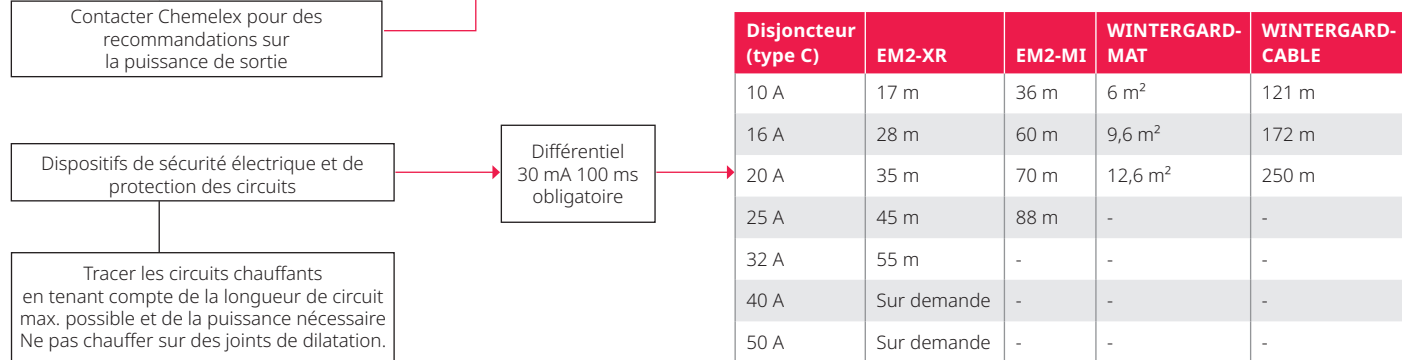 Contacter Chemelex pour des
recommandations sur
la puissance de sortie
Dispositifs de sécurité électrique et de
protection des circuits
Tracer les circuits chauffants
en tenant compte de la longueur de circuit
max. possible et de la puissance nécessaire
Ne pas chauffer sur des joints de dilatation.
Différentiel
30 mA 100 ms
obligatoire
Disjoncteur (type C) EM2-XR EM2-MI WINTERGARD-MAT WINTERGARD-CABLE
10 A 17 m 36 m 6 m² 121 m
16 A 28 m 60 m 9,6 m² 172 m
20 A 35 m 70 m 12,6 m² 250 m
25 A 45 m 88 m - -
32 A 55 m - - -
40 A Sur demande - - -
50 A Sur demande - - -